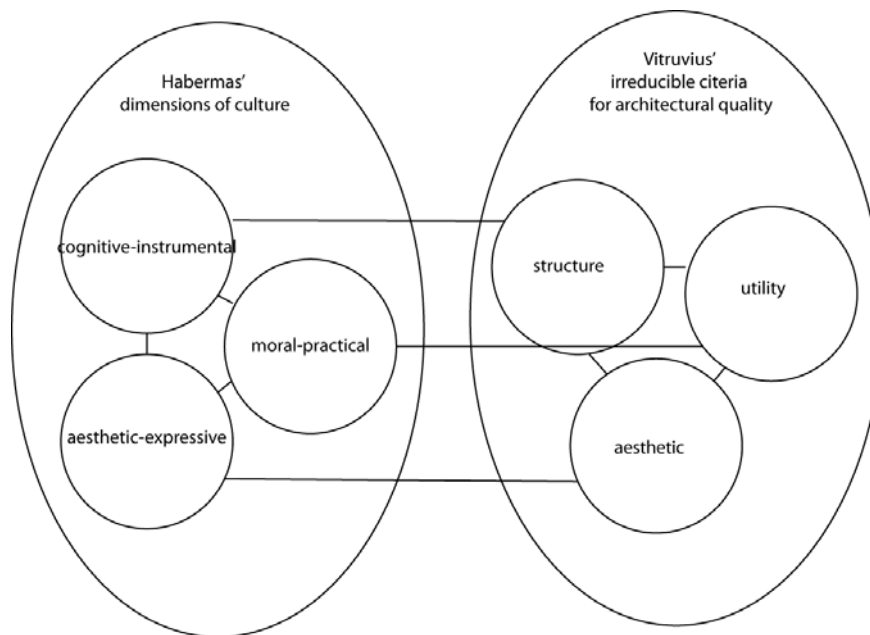 Habermas’
dimensions of culture
Vitruvius’
irreducible citeria
for architectural quality
cognitive-instrumental
moral-practical
aesthetic-expressive
structure
utility
aesthetic